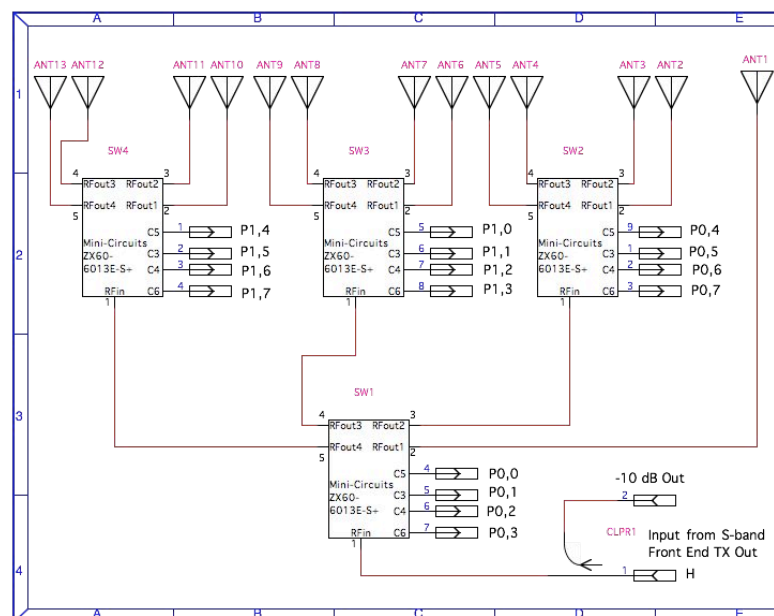 A B C D E
1
ANT13 ANT12 ANT11 ANT10 ANT9 ANT8 ANT7 ANT6 ANT5 ANT4 ANT3 ANT2 ANT1
SW4 SW3 SW2
4 3 4 3 4 3
RFout3 RFout2 RFout3 RFout2 RFout3 RFout2
RFout4 RFout1 RFout4 RFout1 RFout4 RFout1
5 2 5 2 5 2
C5 1 P1,4 C5 5 P1,0 C5 9 P0,4
2
Mini-Circuits Mini-Circuits Mini-Circuits
ZX60- C3 2 P1,5 ZX60- C3 6 P1,1 ZX60- C3 1 P0,5
6013E-S+ C4 3 P1,6 6013E-S+ C4 7 P1,2 6013E-S+ C4 2 P0,6
RFin C6 4 P1,7 RFin C6 8 P1,3 RFin C6 3 P0,7
1 1 1
SW1
3
4 3
RFout3 RFout2
RFout4 RFout1
5 2
C5 4 P0,0
Mini-Circuits
ZX60- C3 5 P0,1
6013E-S+ C4 6 P0,2
RFin C6 7 P0,3
1
-10 dB Out
2
CLPR1
Input from S-band
Front End TX Out
1 H
4
A B C D E